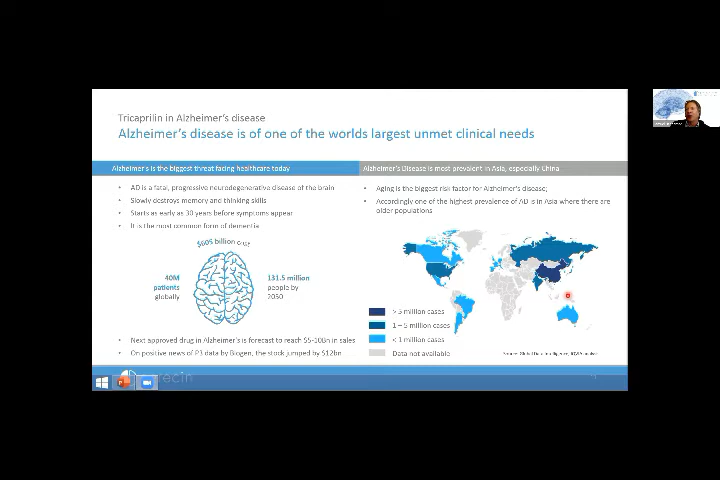 Tricaprilin in Alzheimer's disease
Alzheimer's disease is of one of the worlds largest unmet clinical needs
Alzheimer's is the biggest threat facing healthcare today
Alzheimer's Disease is most prevalent in Asia, especially China
• AD is a fatal, progressive neurodegenerative disease of the brain
• Slowly destroys memory and thinking skills
• Starts as early as 30 years before symptoms appear
• It is the most common form of dementia
• Aging is the biggest risk factor for Alzheimer's disease;
• Accordingly one of the highest prevalence of AD is in Asia where there are
older populations
$605 billion
40M
patients
globally
131.5 million
people by
2050
> 5 million cases
1 – 5 million cases
< 1 million cases
Data not available
• Next approved drug in Alzheimer's is forecast to reach $5-10bn in sales
• On positive news of P3 data by Biogen, the stock jumped by $12bn
Source: Global Data Intelligence,